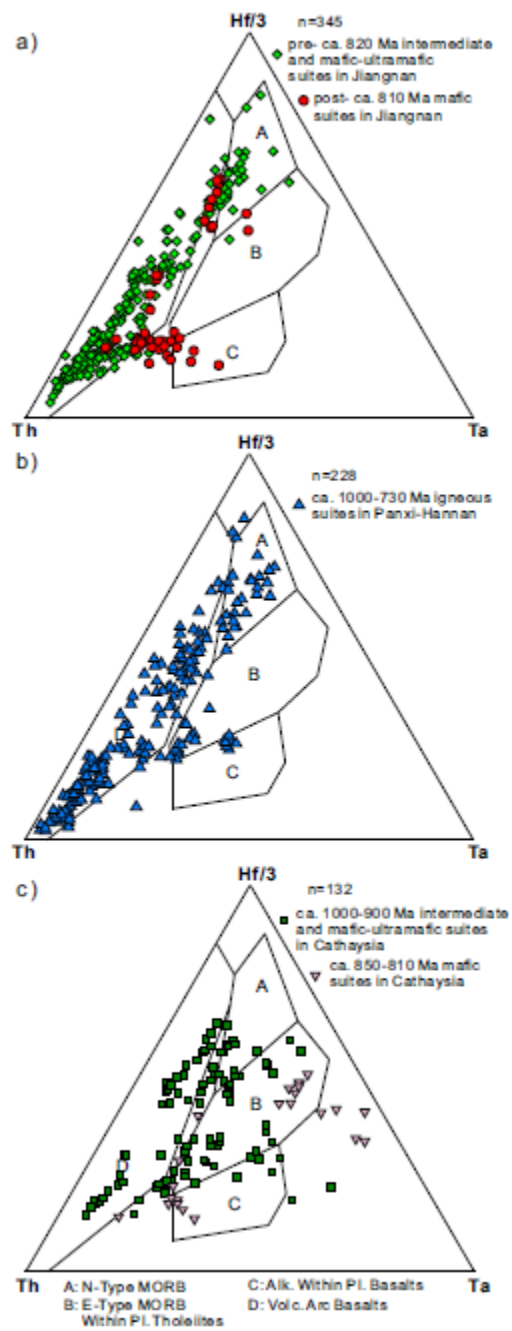 a)
Hf/3
n=345
pre- ca. 820 Ma intermediate
and mafic-ultramafic
suites in Jiangnan
post- ca. 810 Ma mafic
suites in Jiangnan
A
B
C
Th
Ta
b)
Hf/3
n=228
ca. 1000-730 Ma igneous
suites in Panxi-Hannan
A
B
D
C
Th
Ta
c)
Hf/3
n=132
ca. 1000-900 Ma intermediate
and mafic-ultramafic suites
in Cathaysia
ca. 850-810 Ma mafic
suites in Cathaysia
A
B
D
C
Th
Ta
A: N-Type MORB
C:Alk. Within Pl. Basalts
B: E-Type MORB
D: Volc. Arc Basalts
Within Pl. Tholeiites